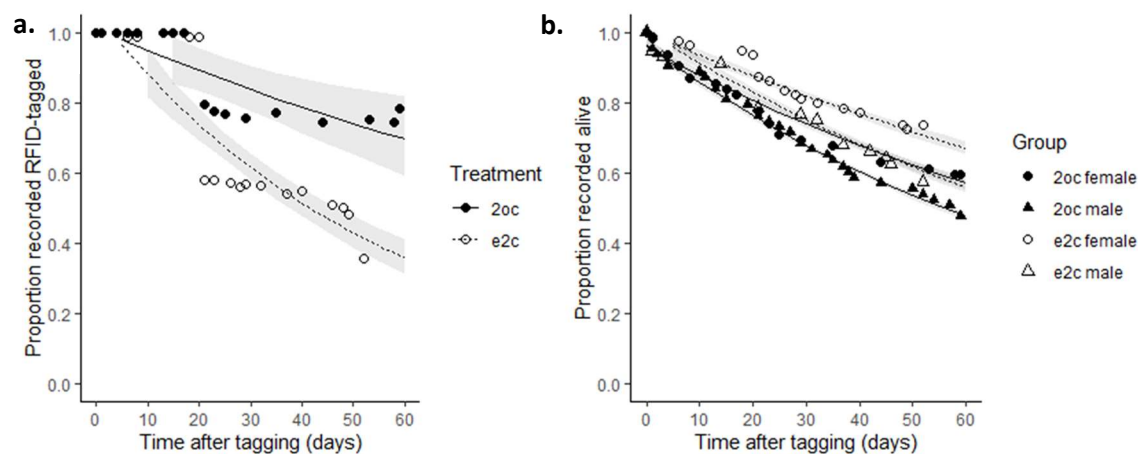 a.
Proportion recorded RFID-tagged
1.0
0.8
0.6
0.4
0.2
0.0
0 10 20 30 40 50 60
Time after tagging (days)
Treatment
2oc
e2c
b.
Proportion recorded alive
1.0
0.8
0.6
0.4
0.2
0.0
0 10 20 30 40 50 60
Time after tagging (days)
Group
2oc female
2oc male
e2c female
e2c male